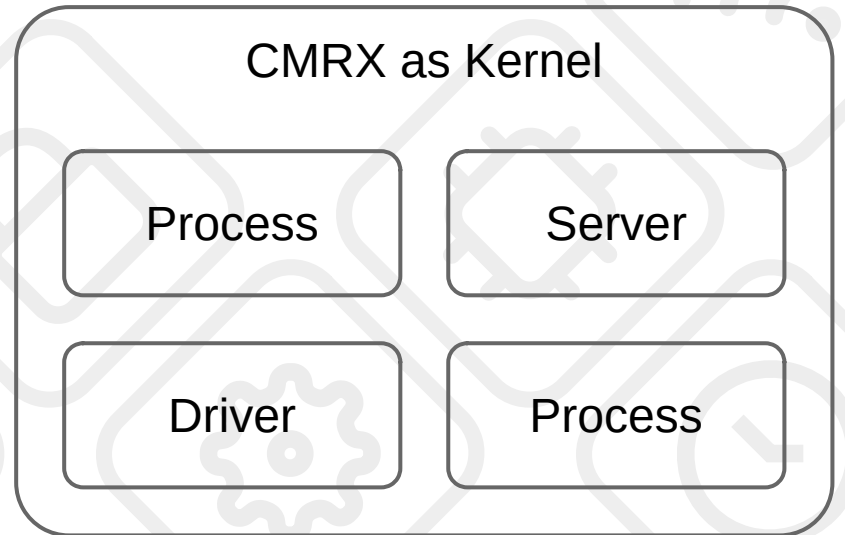 CMRX as Kernel
Process
Server
Driver
Process